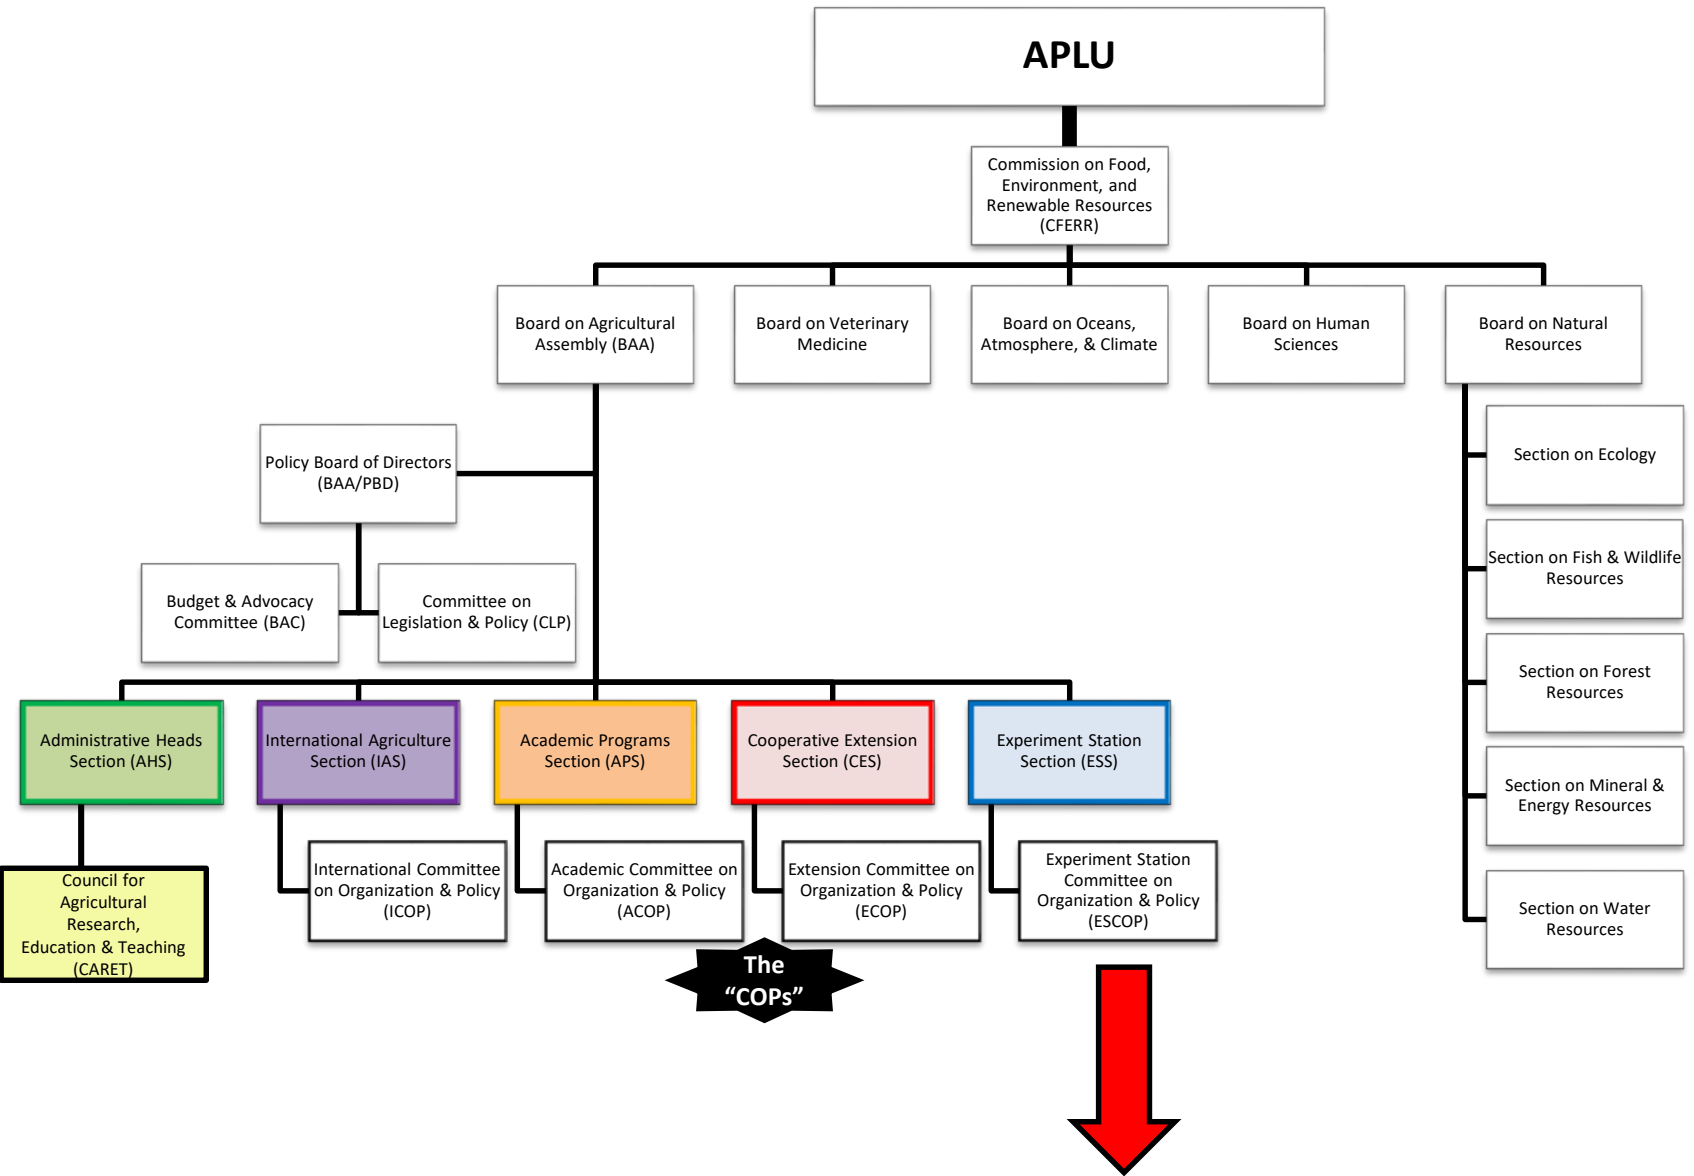 APLU
Commission on Food,
Environment, and
Renewable Resources
(CFERR)
Board on Agricultural
Assembly (BAA)
Board on Veterinary
Medicine
Board on Oceans,
Atmosphere, & Climate
Board on Human
Sciences
Board on Natural
Resources
Policy Board of Directors
(BAA/PBD)
Budget & Advocacy
Committee (BAC)
Committee on
Legislation & Policy (CLP)
Section on Ecology
Section on Fish & Wildlife
Resources
Section on Forest
Resources
Section on Mineral &
Energy Resources
Section on Water
Resources
Administrative Heads
Section (AHS)
International Agriculture
Section (IAS)
Academic Programs
Section (APS)
Cooperative Extension
Section (CES)
Experiment Station
Section (ESS)
Council for
Agricultural
Research,
Education & Teaching
(CARET)
International Committee
on Organization & Policy
(ICOP)
Academic Committee on
Organization & Policy
(ACOP)
Extension Committee on
Organization & Policy
(ECOP)
Experiment Station
Committee on
Organization & Policy
(ESCOP)
The
“COPs”